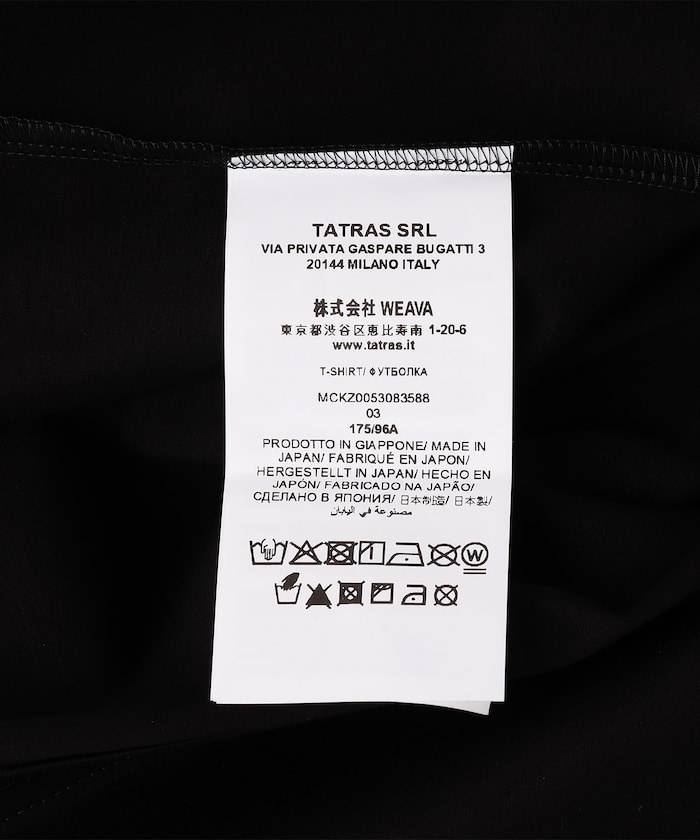 TATRAS SRL
VIA PRIVATA GASPARE BUGATTI 3
20144 MILANO ITALY
株式会社 WEAVA
東京都渋谷区恵比寿南 1-20-6
www.tatras.it
T-SHIRT/ ФУТБОЛКА
MCKZ0053083588
03
175/96A
PRODOTTO IN GIAPPONE/ MADE IN
JAPAN/ FABRIQUÉ EN JAPON/
HERGESTELLT IN JAPAN/ HECHO EN
JAPÓN/ FABRICADO NA JAPÃO/
СДЕЛАНО В ЯПОНИЯ/ 日本制造/ 日本製/
مصنوعة في اليابان
W